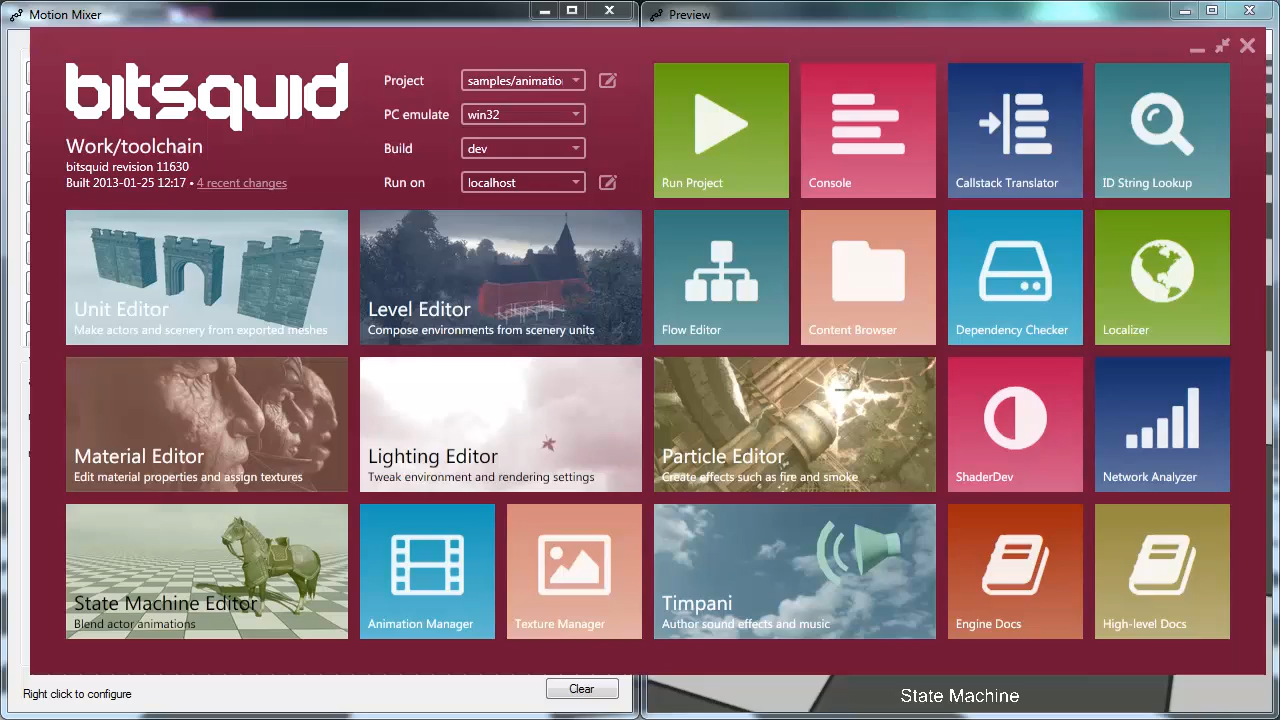 Motion Mixer
Preview
bitsquid
Work/toolchain
bitsquid revision 11630
Built 2013-01-25 12:17 • 4 recent changes
Project
samples/animatio
PC emulate
win32
Build
dev
Run on
localhost
Run Project
Console
Callstack Translator
ID String Lookup
Unit Editor
Make actors and scenery from exported meshes
Level Editor
Compose environments from scenery units
Flow Editor
Content Browser
Dependency Checker
Localizer
Material Editor
Edit material properties and assign textures
Lighting Editor
Tweak environment and rendering settings
Particle Editor
Create effects such as fire and smoke
ShaderDev
Network Analyzer
State Machine Editor
Blend actor animations
Animation Manager
Texture Manager
Timpani
Author sound effects and music
Engine Docs
High-level Docs
Right click to configure
Clear
State Machine